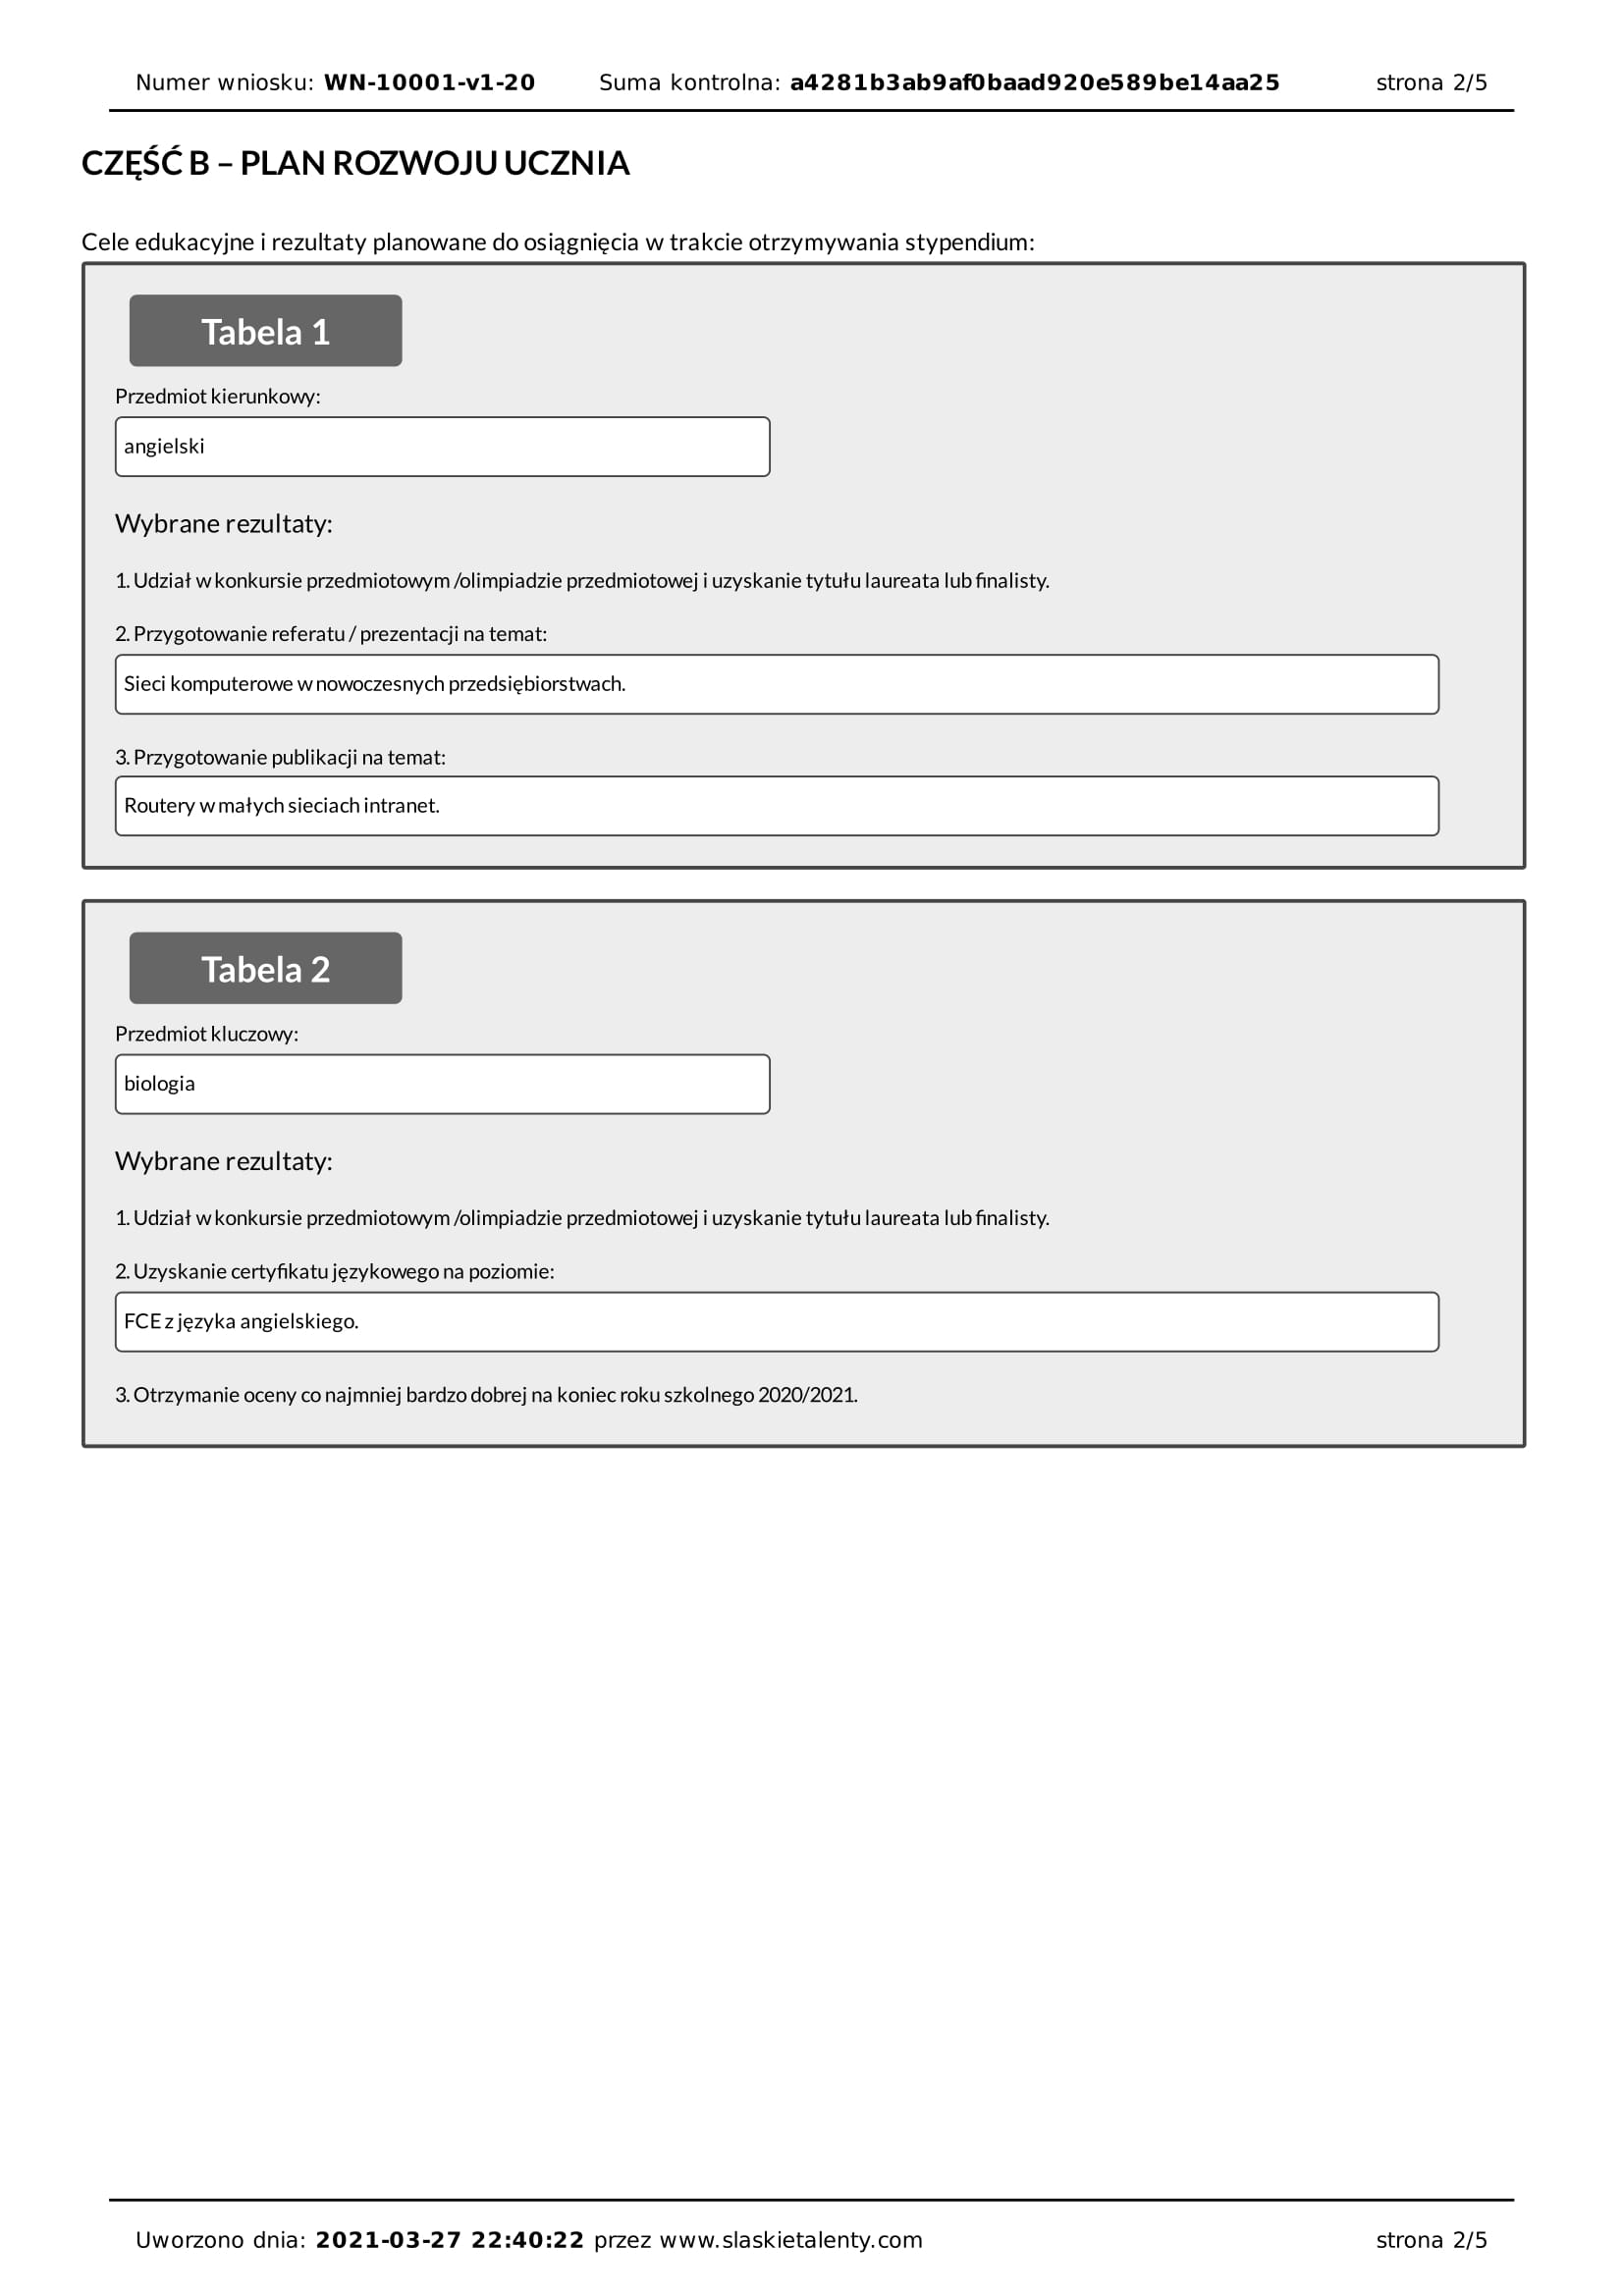 Numer wniosku: WN-10001-v1-20 Suma kontrolna: a4281b3ab9af0baad920e589be14aa25 strona 2/5
CZĘŚĆ B – PLAN ROZWOJU UCZNIA
Cele edukacyjne i rezultaty planowane do osiągnięcia w trakcie otrzymywania stypendium:
Tabela 1
Przedmiot kierunkowy:
angielski
Wybrane rezultaty:
1. Udział w konkursie przedmiotowym /olimpiadzie przedmiotowej i uzyskanie tytułu laureata lub finalisty.
2. Przygotowanie referatu / prezentacji na temat:
Sieci komputerowe w nowoczesnych przedsiębiorstwach.
3. Przygotowanie publikacji na temat:
Routery w małych sieciach intranet.
Tabela 2
Przedmiot kluczowy:
biologia
Wybrane rezultaty:
1. Udział w konkursie przedmiotowym /olimpiadzie przedmiotowej i uzyskanie tytułu laureata lub finalisty.
2. Uzyskanie certyfikatu językowego na poziomie:
FCE z języka angielskiego.
3. Otrzymanie oceny co najmniej bardzo dobrej na koniec roku szkolnego 2020/2021.
Uworzono dnia: 2021-03-27 22:40:22 przez www.slaskietalenty.com strona 2/5